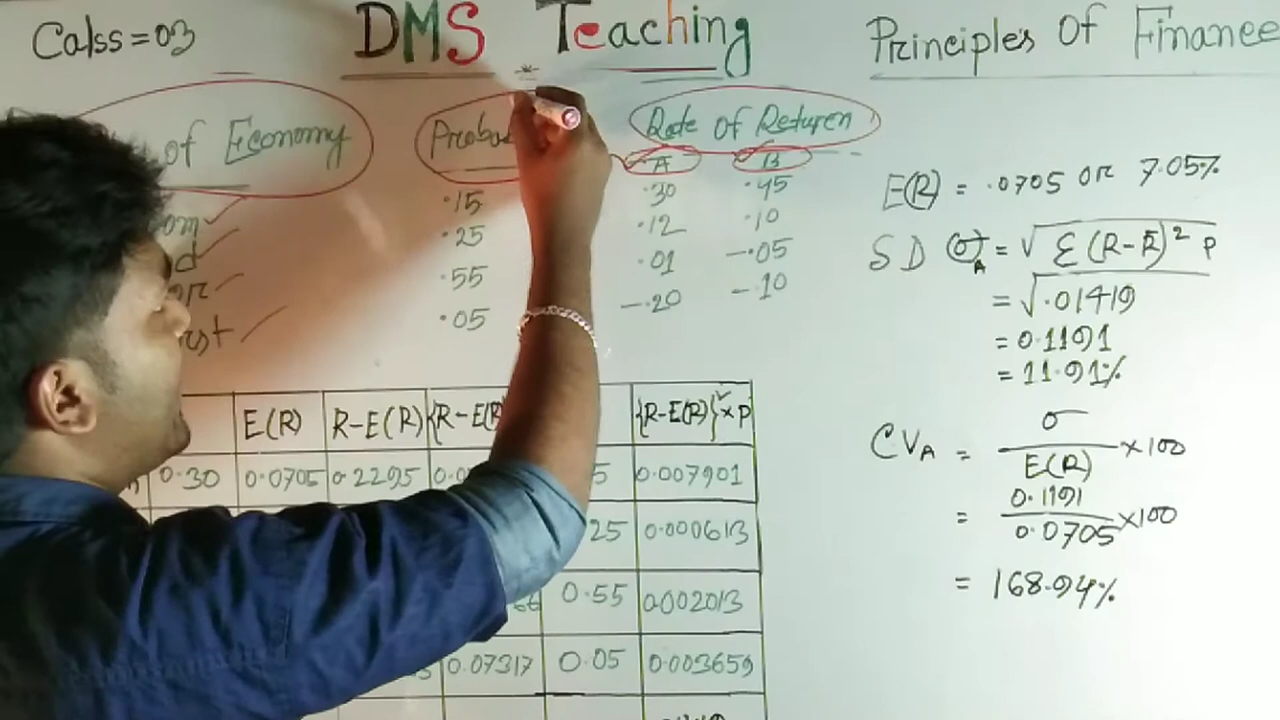 Calss=03
DMS Teaching
Principles Of Finance
of Economy
Rate of Returen
A B
.15 .30 .45
.25 .12 .10
.55 .01 -.05
.05 -.20 -.10
E(R) R-E(R) {R-E(R) {R-E(R)}²×P
0.30 0.0705 0.2295 0.007901
25 0.000613
0.55 0.002013
0.07317 0.05 0.003659
E(R) = .0705 or 7.05%
SD (σ)A = √Σ(R-R̄)² P
= √.01419
= 0.1191
= 11.91%
CVA = σ/E(R) ×100
= 0.1191/0.0705 ×100
= 168.94%